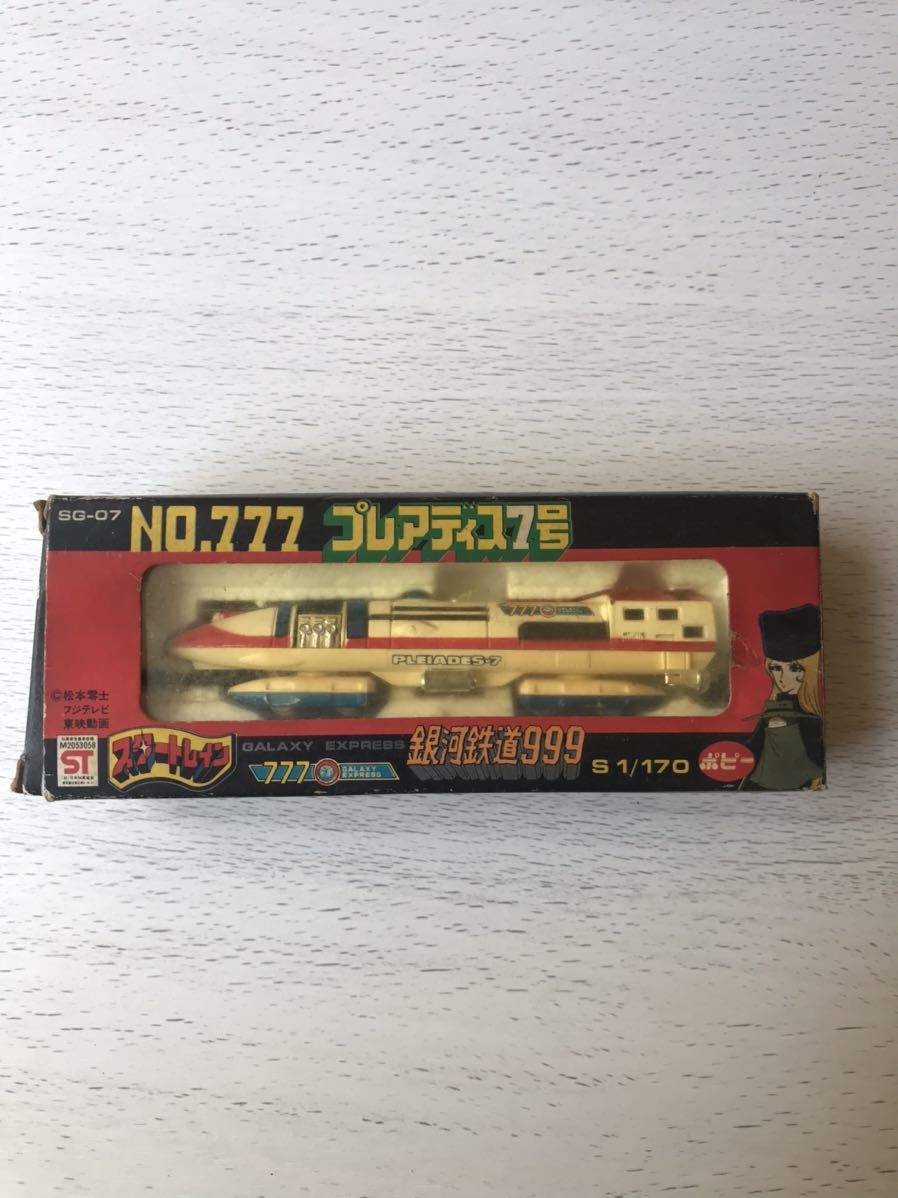 SG-07
NO.777
プレアディス7号
777
PLEIADES・7
©松本零士
フジテレビ
東映動画
M2053058
ST
スタートレイン
GALAXY EXPRESS
銀河鉄道999
777 GALAXY EXPRESS
S 1/170
ポピー